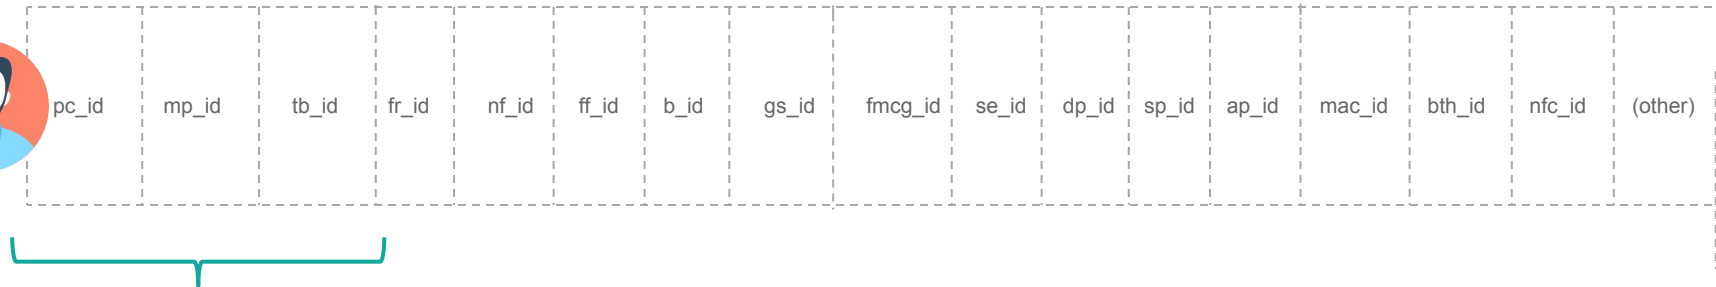 pc_id mp_id tb_id fr_id nf_id ff_id b_id gs_id fmcg_id se_id dp_id sp_id ap_id mac_id bth_id nfc_id (other)